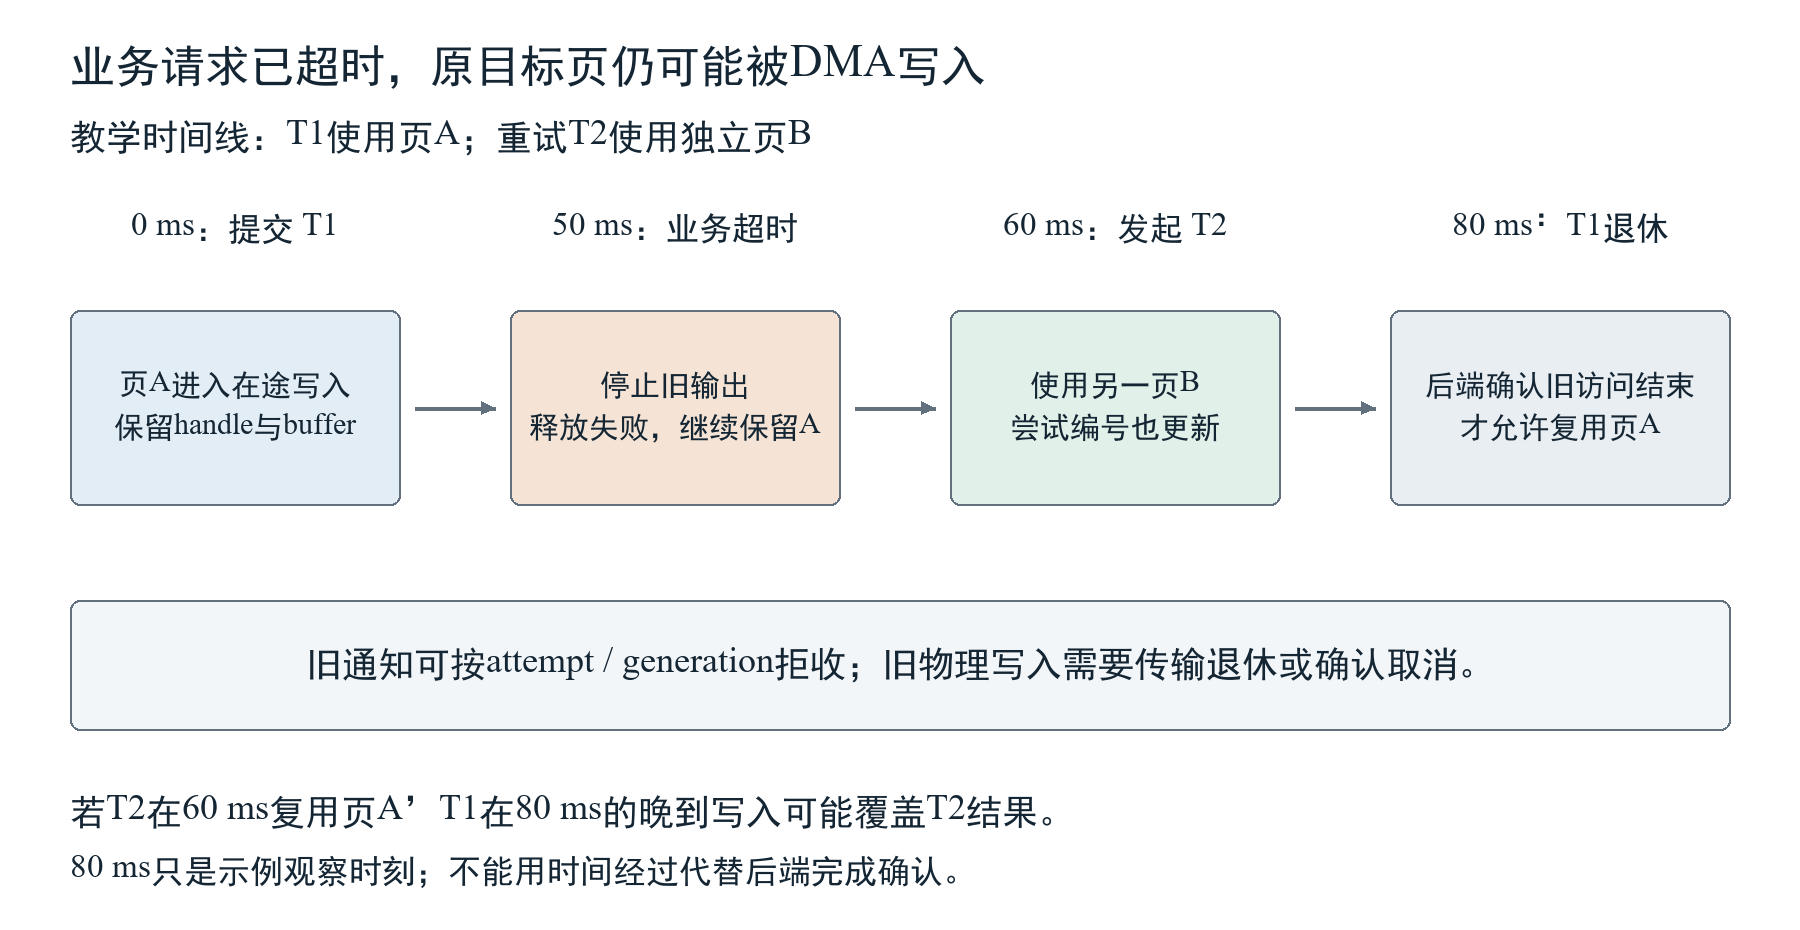 业务请求已超时，原目标页仍可能被DMA写入
教学时间线：T1使用页A；重试T2使用独立页B
0 ms：提交 T1
50 ms：业务超时
60 ms：发起 T2
80 ms：T1退休
页A进入在途写入
保留handle与buffer
停止旧输出
释放失败，继续保留A
使用另一页B
尝试编号也更新
后端确认旧访问结束
才允许复用页A
旧通知可按attempt / generation拒收；旧物理写入需要传输退休或确认取消。
若T2在60 ms复用页A，T1在80 ms的晚到写入可能覆盖T2结果。
80 ms只是示例观察时刻；不能用时间经过代替后端完成确认。